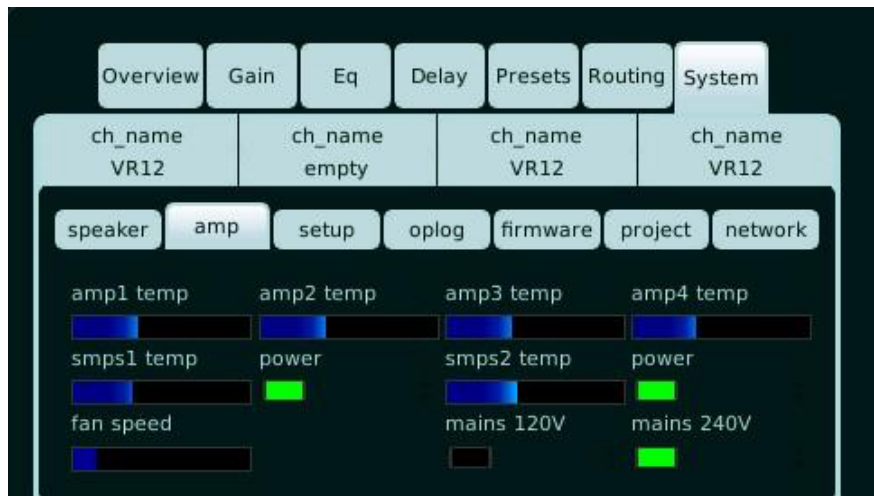 Overview Gain Eq Delay Presets Routing System
ch_name ch_name ch_name ch_name
VR12 empty VR12 VR12
speaker amp setup oplog firmware project network
amp1 temp amp2 temp amp3 temp amp4 temp
smps1 temp power smps2 temp power
fan speed mains 120V mains 240V